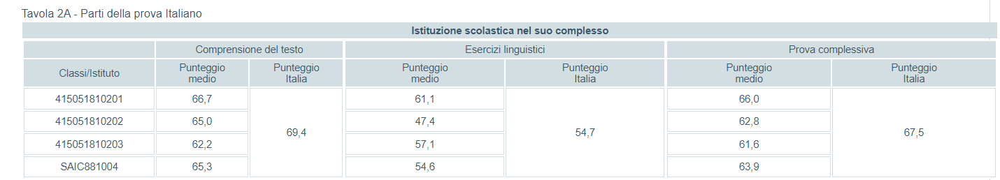 Tavola 2A - Parti della prova Italiano
Istituzione scolastica nel suo complesso
Comprensione del testo Esercizi linguistici Prova complessiva
Classi/Istituto Punteggio medio Punteggio Italia Punteggio medio Punteggio Italia Punteggio medio Punteggio Italia
415051810201 66,7 61,1 66,0
415051810202 65,0 47,4 62,8
69,4 54,7 67,5
415051810203 62,2 57,1 61,6
SAIC881004 65,3 54,6 63,9